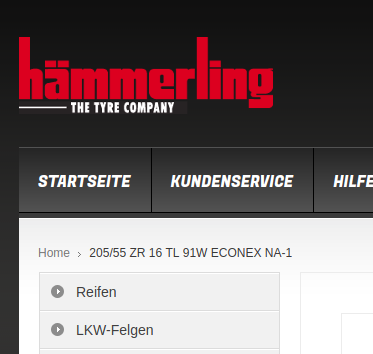 hämmerling
THE TYRE COMPANY
STARTSEITE KUNDENSERVICE HILFE
Home › 205/55 ZR 16 TL 91W ECONEX NA-1
Reifen
LKW-Felgen